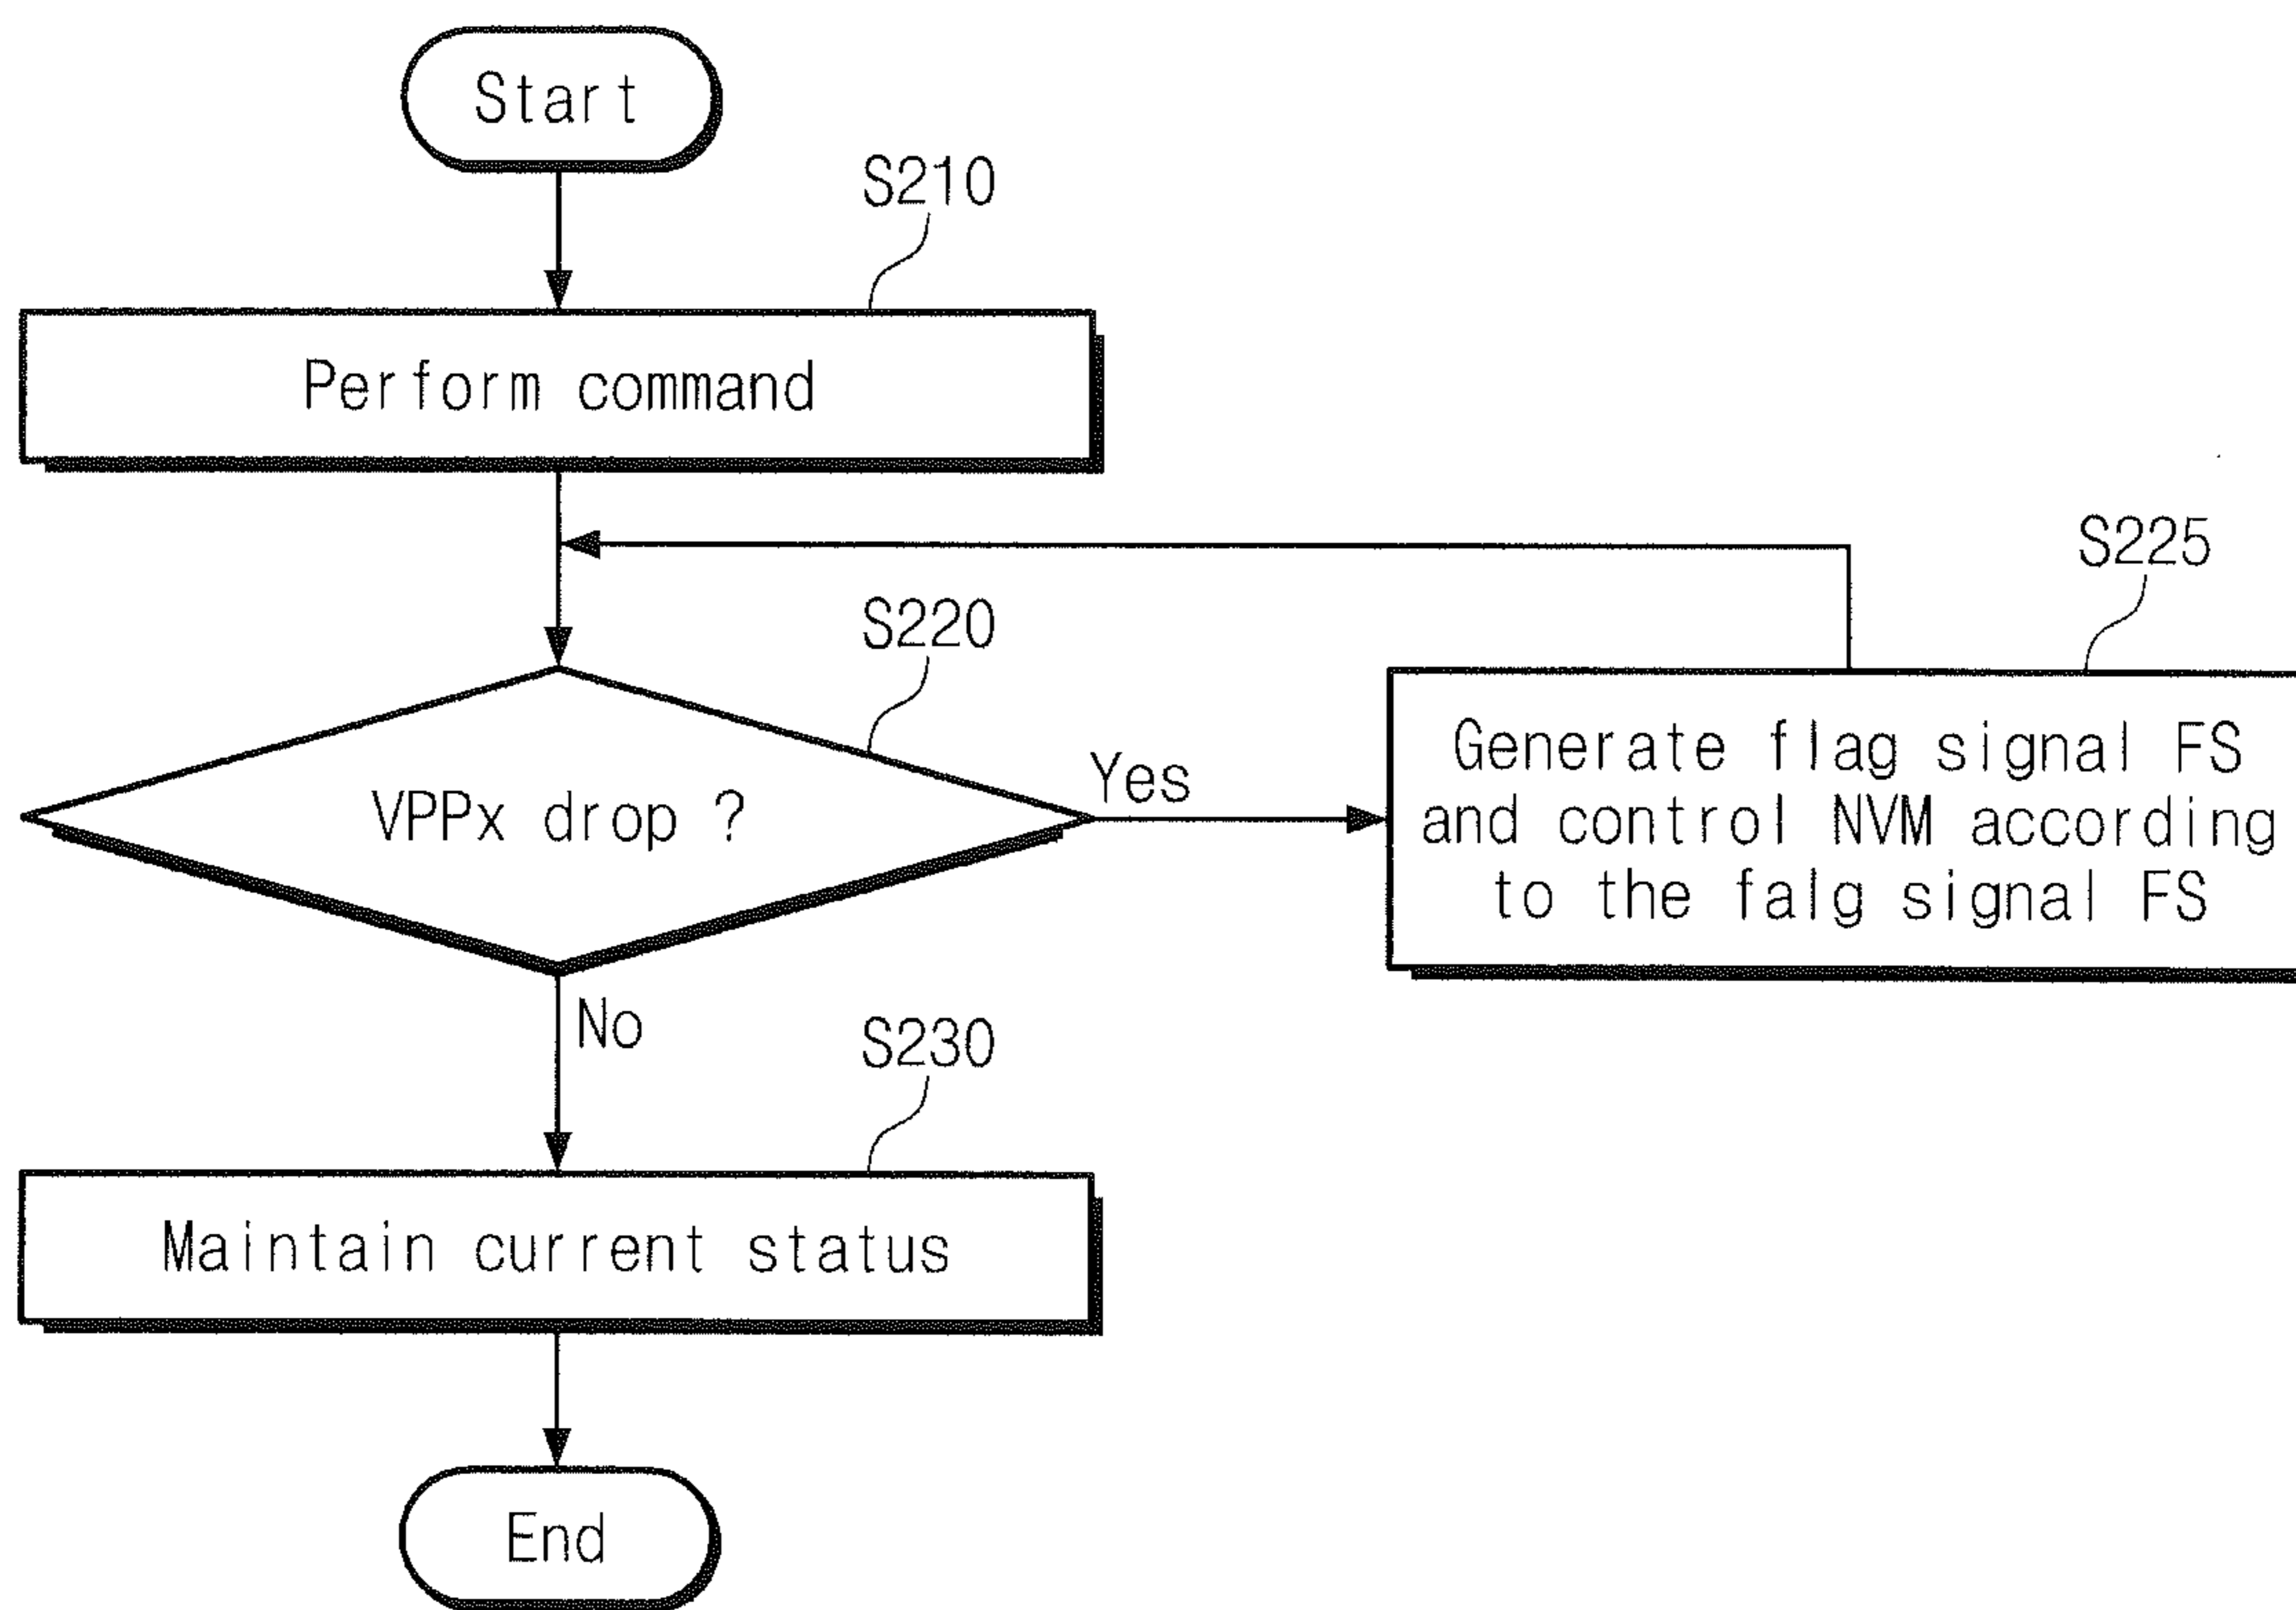 Start
S210
Perform command
S225
S220
VPPx drop ?
Yes
Generate flag signal FS
and control NVM according
to the falg signal FS
No
S230
Maintain current status
End